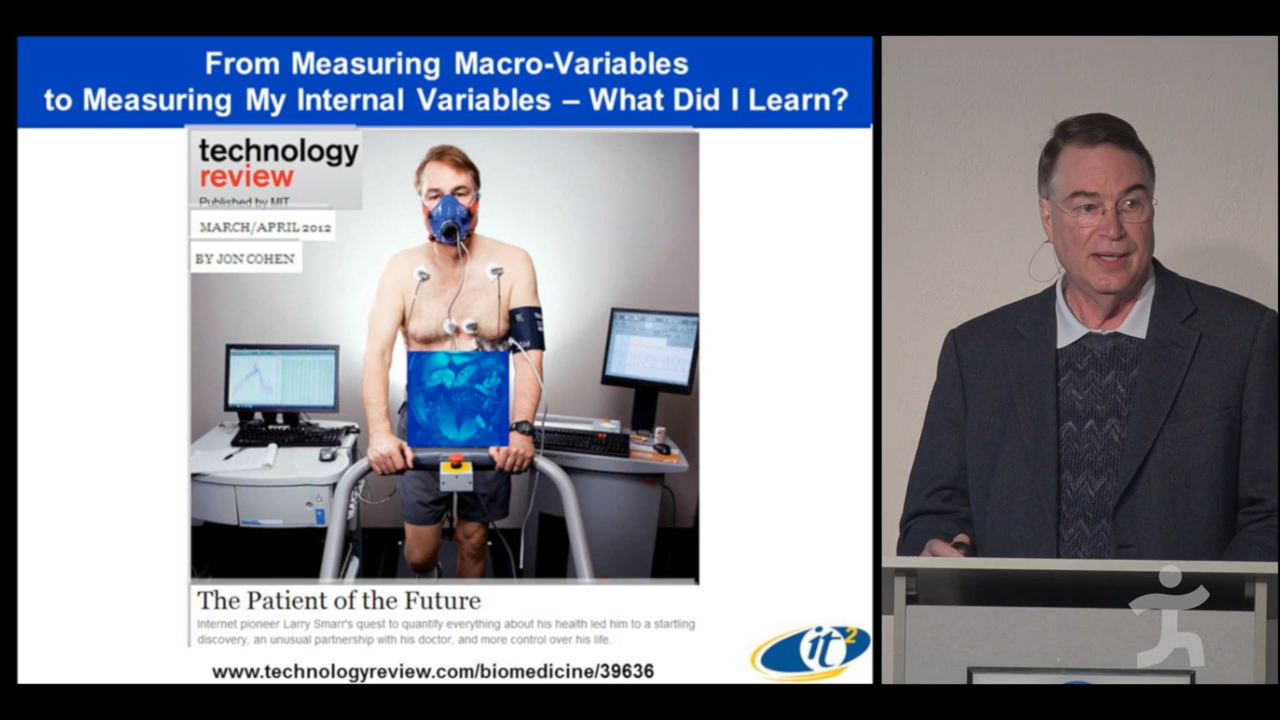 From Measuring Macro-Variables
to Measuring My Internal Variables – What Did I Learn?
technology
review
Published by MIT
MARCH/APRIL 2012
BY JON COHEN
The Patient of the Future
Internet pioneer Larry Smarr's quest to quantify everything about his health led him to a startling
discovery, an unusual partnership with his doctor, and more control over his life.
it2
www.technologyreview.com/biomedicine/39636